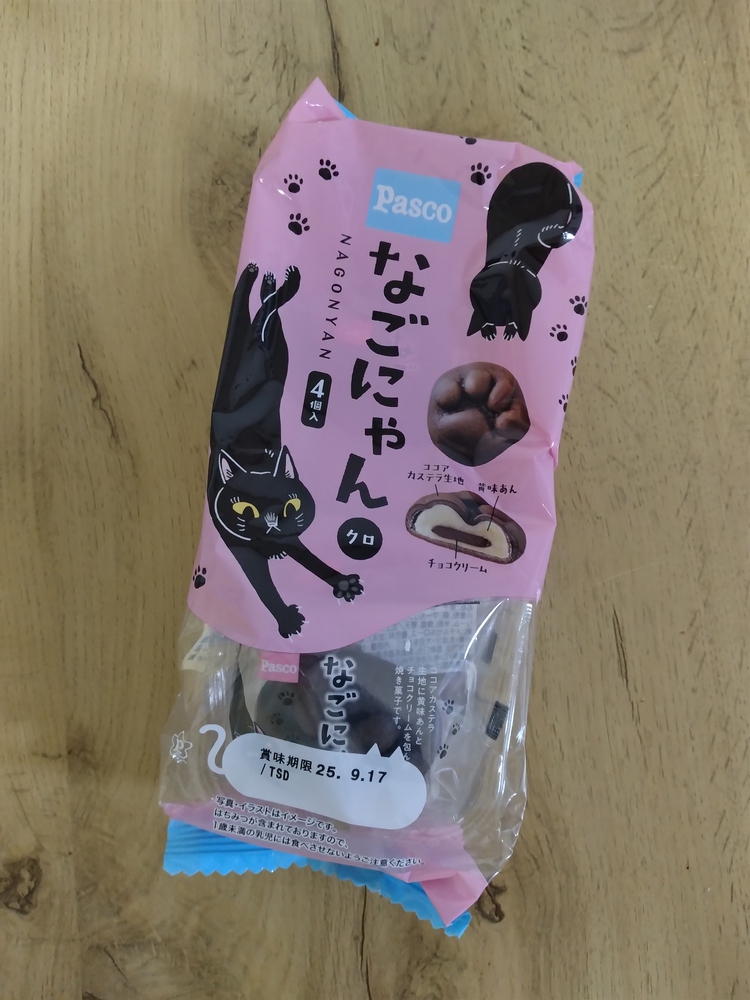 Pasco
なごにゃん
NAGONYAN
4個入
クロ
ココア
カステラ生地
黄味あん
チョコクリーム
Pasco
なごに
ココアカステラ
生地に黄味あんと
チョコクリームを包ん
焼き菓子です。
賞味期限 25. 9.17
/TSD
・写真・イラストはイメージです。
はちみつが含まれておりますので、
1歳未満の乳児には食べさせないようご注意ください。